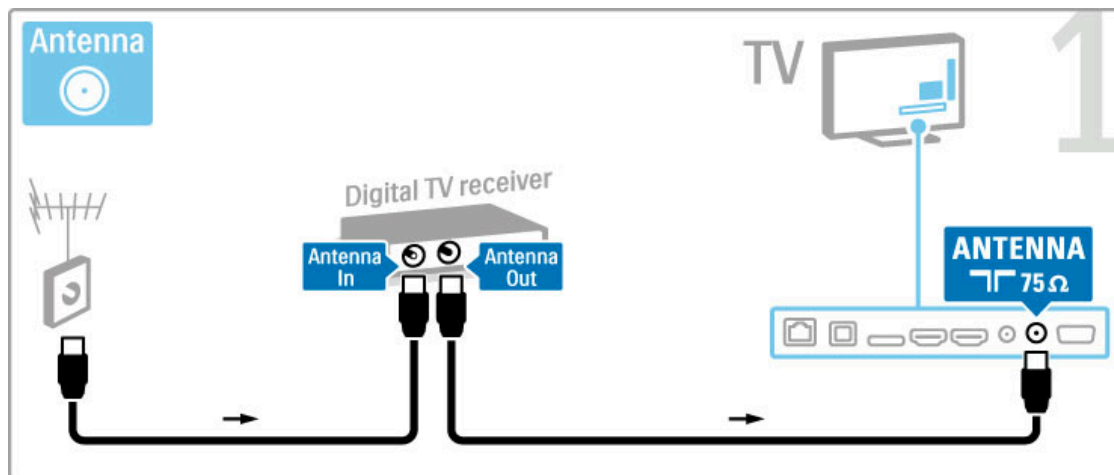 Antenna
TV
1
Digital TV receiver
Antenna
In
Antenna
Out
ANTENNA
75 Ω